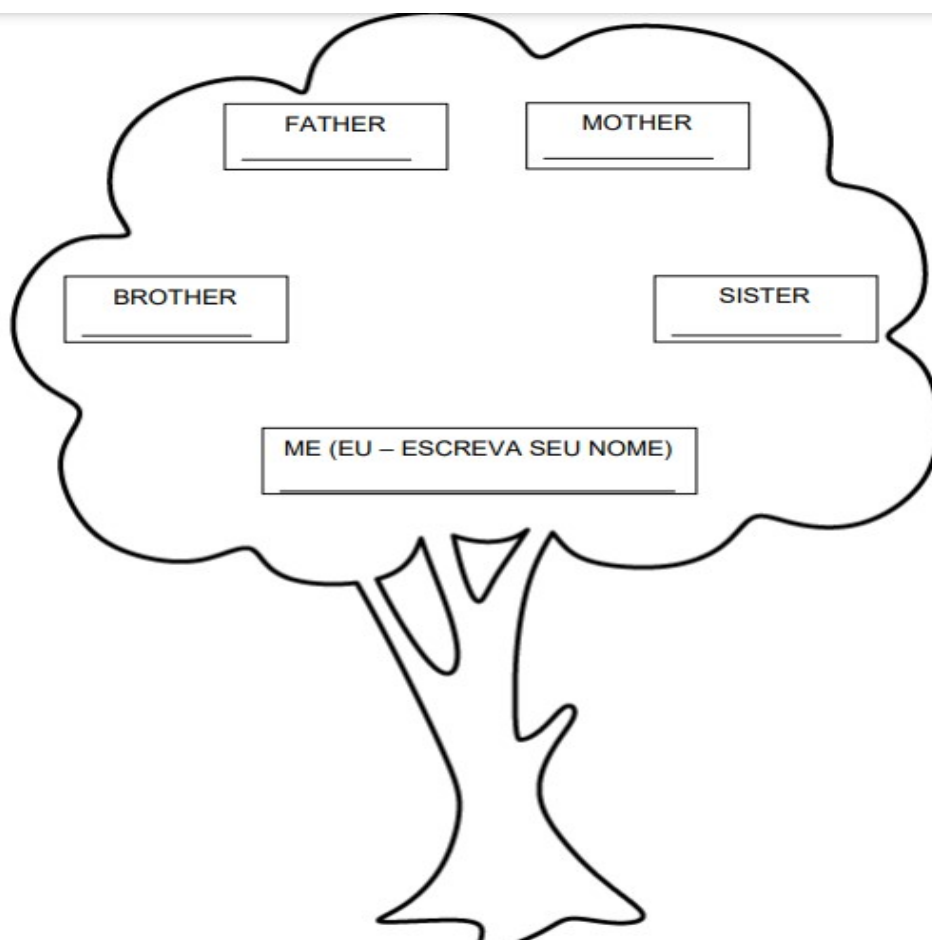 FATHER
MOTHER
BROTHER
SISTER
ME (EU – ESCREVA SEU NOME)